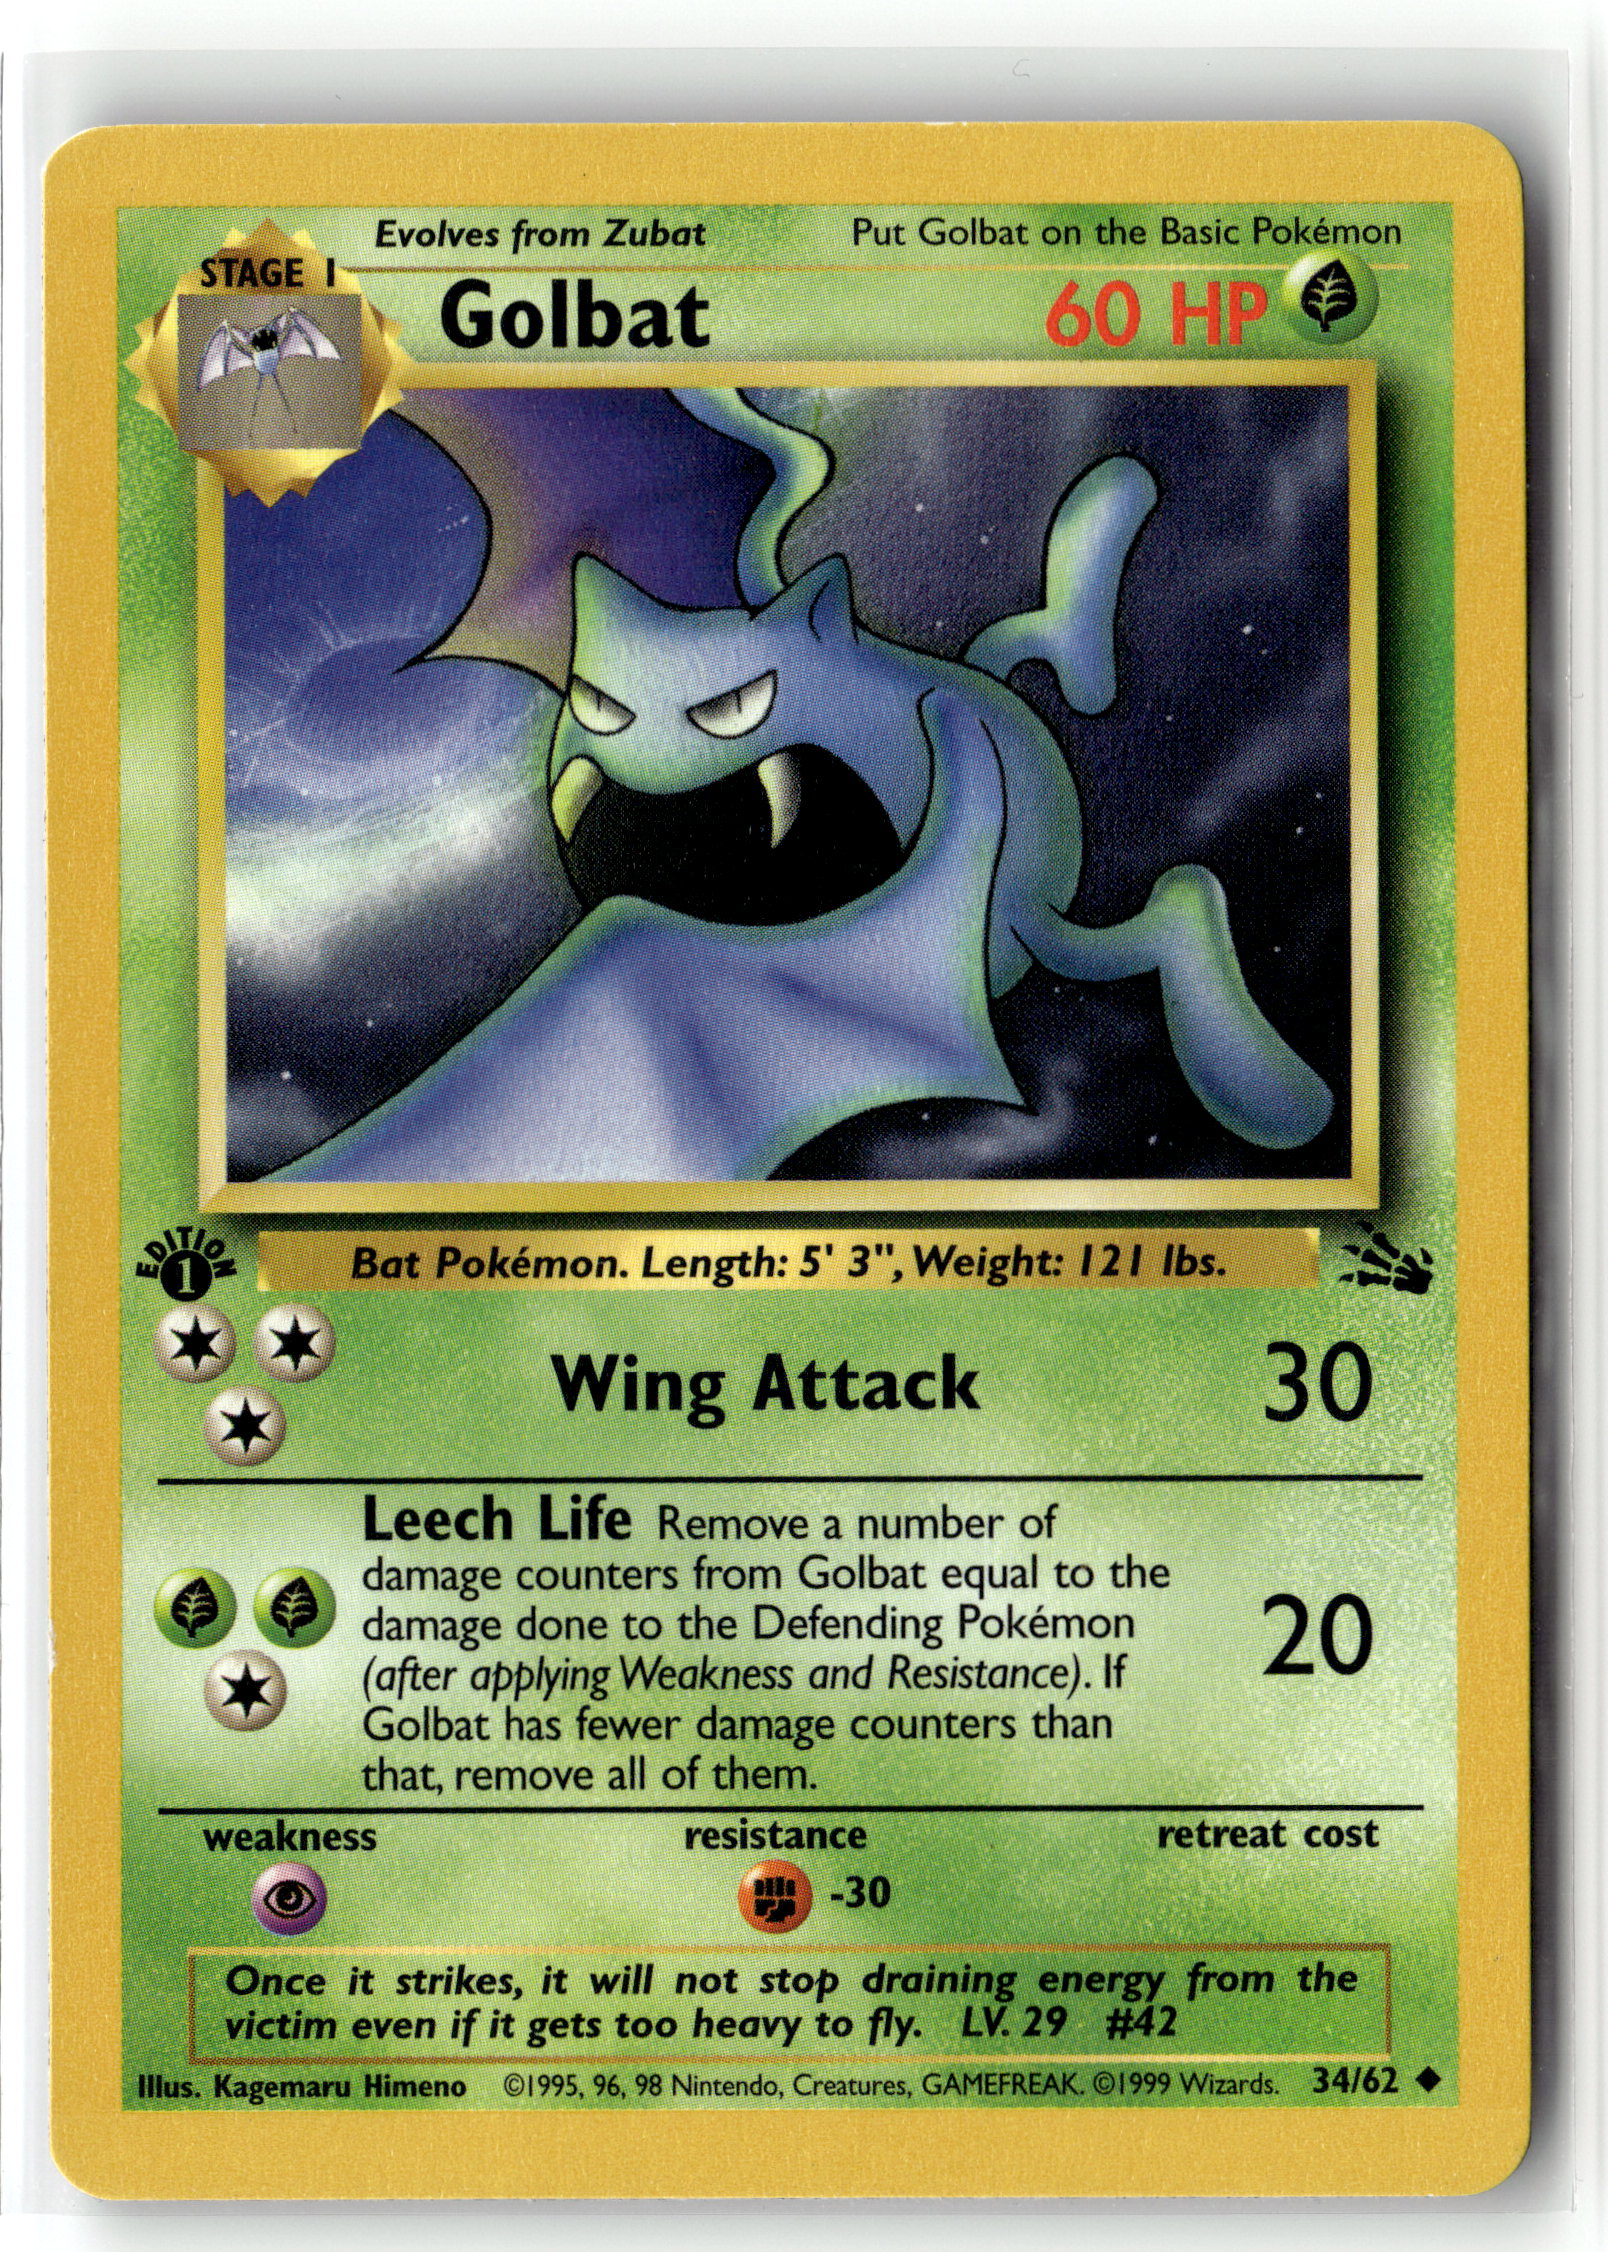 Evolves from Zubat
Put Golbat on the Basic Pokémon
STAGE 1
Golbat
60 HP
EDITION
1
Bat Pokémon. Length: 5' 3", Weight: 121 lbs.
Wing Attack
30
Leech Life Remove a number of
damage counters from Golbat equal to the
damage done to the Defending Pokémon
(after applying Weakness and Resistance). If
Golbat has fewer damage counters than
that, remove all of them.
20
weakness
resistance
retreat cost
-30
Once it strikes, it will not stop draining energy from the
victim even if it gets too heavy to fly. LV. 29 #42
Illus. Kagemaru Himeno ©1995, 96, 98 Nintendo, Creatures, GAMEFREAK. ©1999 Wizards. 34/62